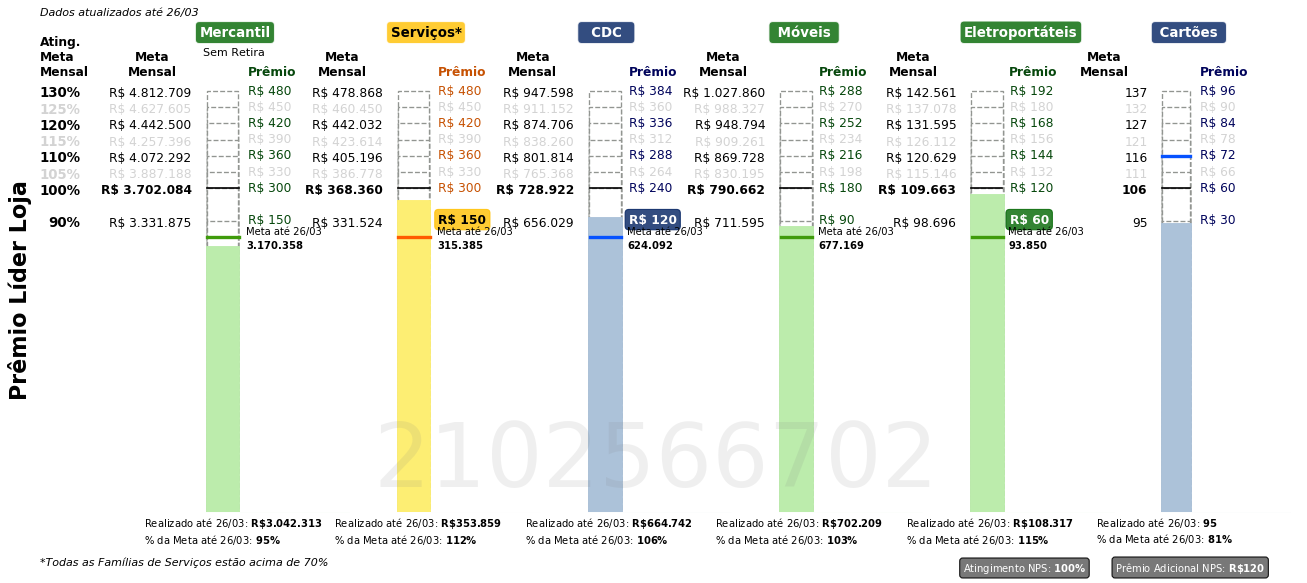 Dados atualizados até 26/03
Mercantil Serviços* CDC Móveis Eletroportáteis Cartões
Sem Retira
Ating. Meta Mensal
Meta Mensal Prêmio Meta Mensal Prêmio Meta Mensal Prêmio Meta Mensal Prêmio Meta Mensal Prêmio Meta Mensal Prêmio
130% R$ 4.812.709 R$ 480 R$ 478.868 R$ 480 R$ 947.598 R$ 384 R$ 1.027.860 R$ 288 R$ 142.561 R$ 192 137 R$ 96
125% R$ 4.627.605 R$ 450 R$ 460.450 R$ 450 R$ 911.152 R$ 360 R$ 988.327 R$ 270 R$ 137.078 R$ 180 132 R$ 90
120% R$ 4.442.500 R$ 420 R$ 442.032 R$ 420 R$ 874.706 R$ 336 R$ 948.794 R$ 252 R$ 131.595 R$ 168 127 R$ 84
115% R$ 4.257.396 R$ 390 R$ 423.614 R$ 390 R$ 838.260 R$ 312 R$ 909.261 R$ 234 R$ 126.112 R$ 156 121 R$ 78
110% R$ 4.072.292 R$ 360 R$ 405.196 R$ 360 R$ 801.814 R$ 288 R$ 869.728 R$ 216 R$ 120.629 R$ 144 116 R$ 72
105% R$ 3.887.188 R$ 330 R$ 386.778 R$ 330 R$ 765.368 R$ 264 R$ 830.195 R$ 198 R$ 115.146 R$ 132 111 R$ 66
100% R$ 3.702.084 R$ 300 R$ 368.360 R$ 300 R$ 728.922 R$ 240 R$ 790.662 R$ 180 R$ 109.663 R$ 120 106 R$ 60
90% R$ 3.331.875 R$ 150 R$ 331.524 R$ 150 R$ 656.029 R$ 120 R$ 711.595 R$ 90 R$ 98.696 R$ 60 95 R$ 30
Meta até 26/03 Meta até 26/03 Meta até 26/03 Meta até 26/03 Meta até 26/03
3.170.358 315.385 624.092 677.169 93.850
Prêmio Líder Loja
2102566702
Realizado até 26/03: R$3.042.313 Realizado até 26/03: R$353.859 Realizado até 26/03: R$664.742 Realizado até 26/03: R$702.209 Realizado até 26/03: R$108.317 Realizado até 26/03: 95
% da Meta até 26/03: 95% % da Meta até 26/03: 112% % da Meta até 26/03: 106% % da Meta até 26/03: 103% % da Meta até 26/03: 115% % da Meta até 26/03: 81%
*Todas as Famílias de Serviços estão acima de 70%
Atingimento NPS: 100% Prêmio Adicional NPS: R$120